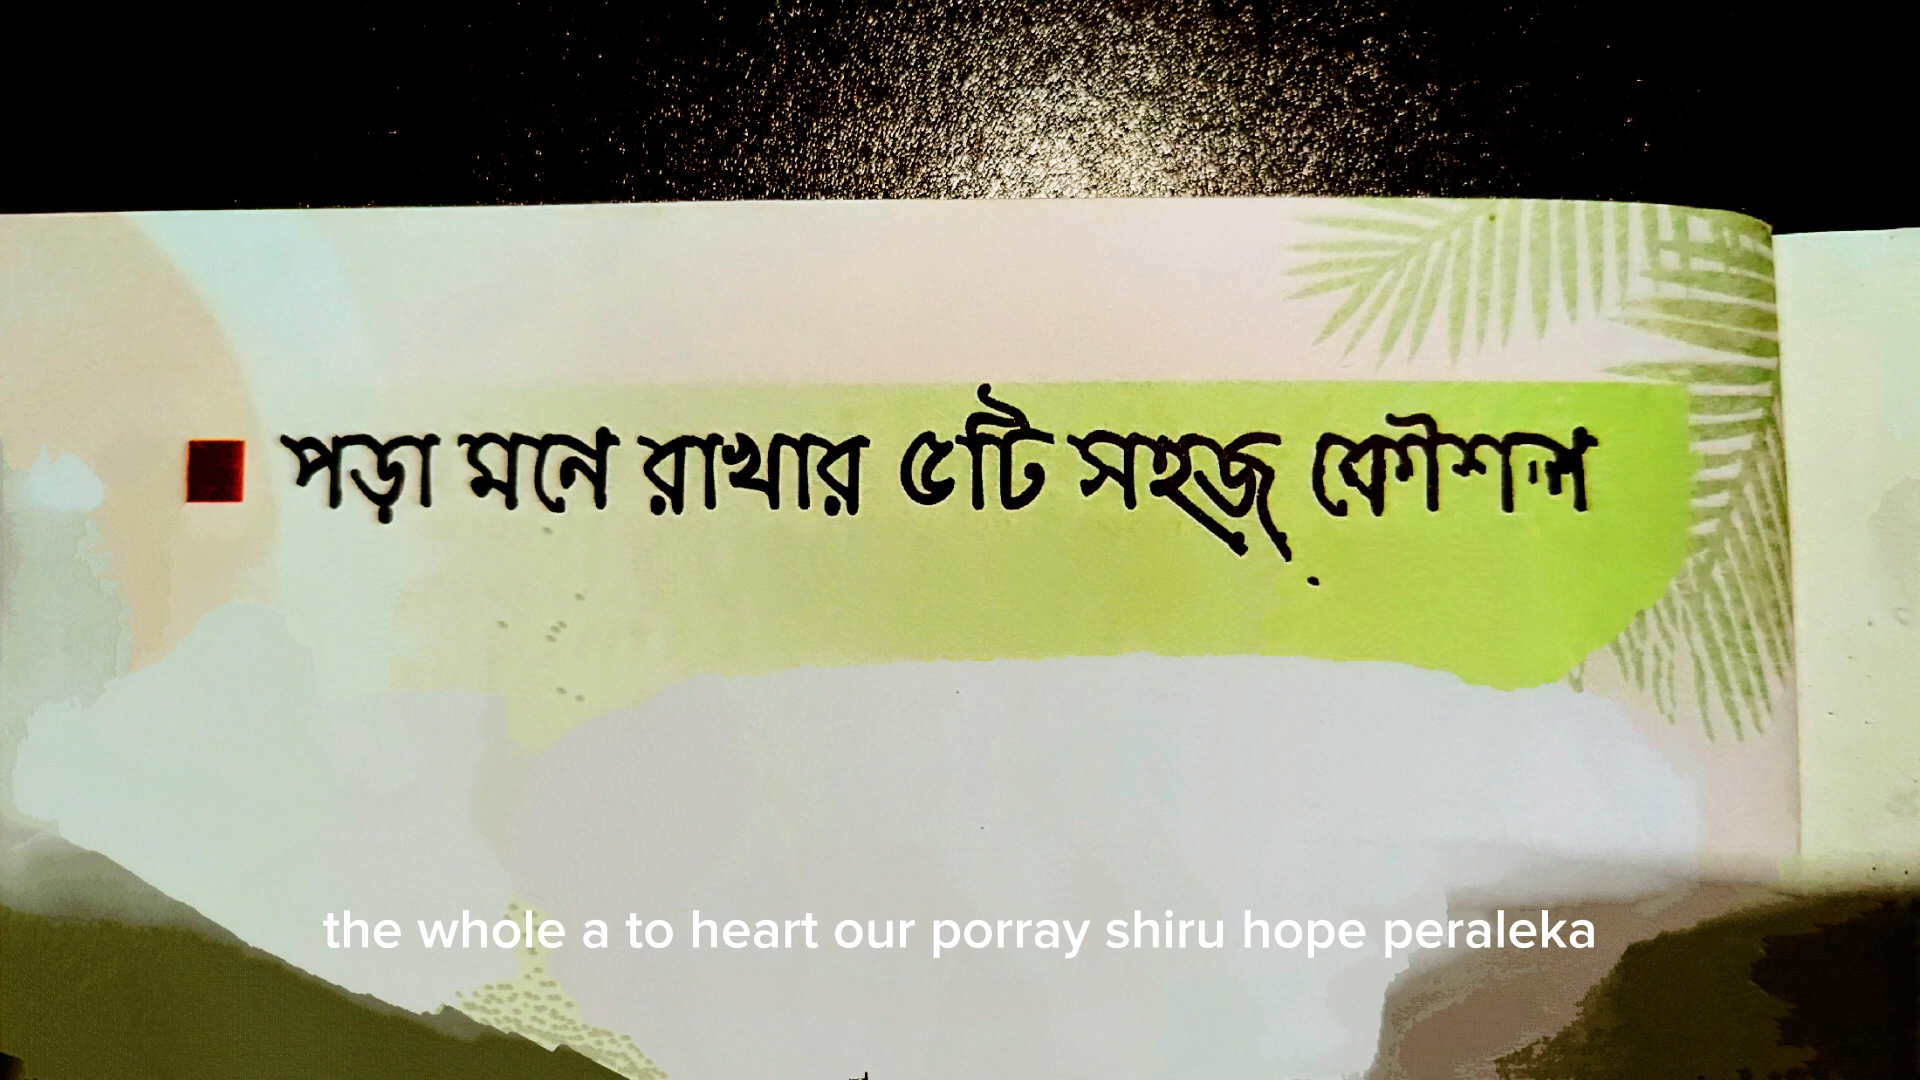 পড়া মনে রাখার ৫টি সহজ কৌশল
the whole a to heart our porray shiru hope peraleka